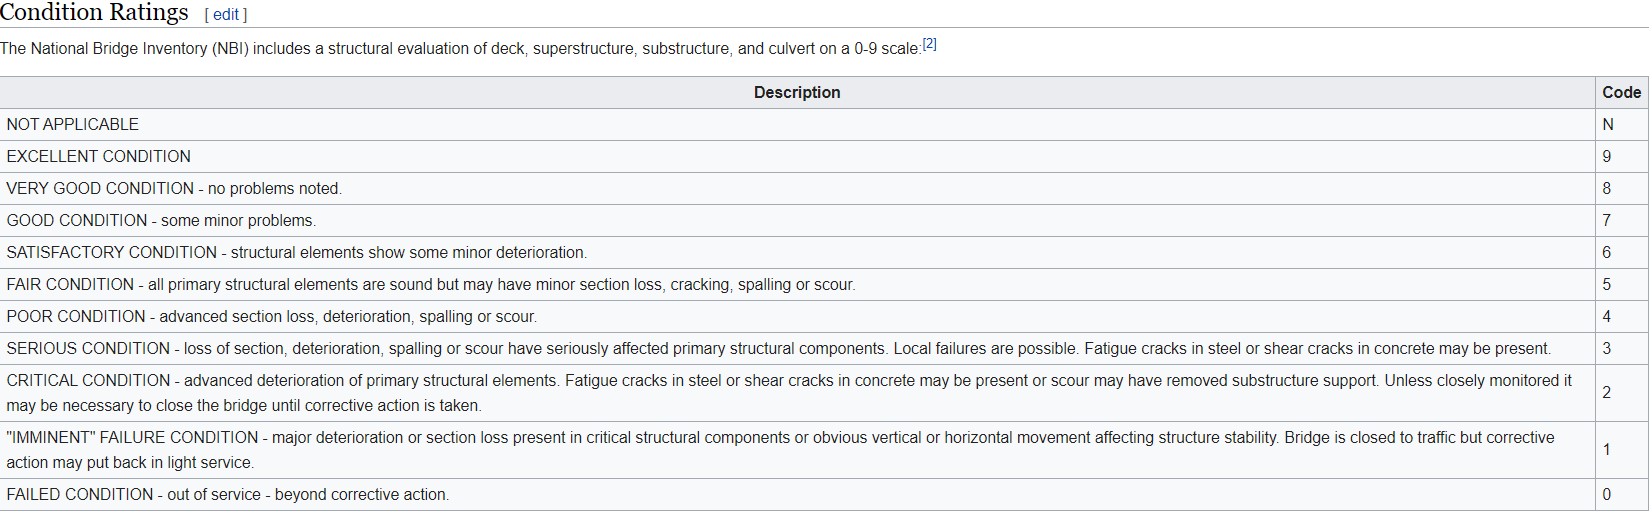 Condition Ratings [ edit ]
The National Bridge Inventory (NBI) includes a structural evaluation of deck, superstructure, substructure, and culvert on a 0-9 scale:[2]
Description Code
NOT APPLICABLE N
EXCELLENT CONDITION 9
VERY GOOD CONDITION - no problems noted. 8
GOOD CONDITION - some minor problems. 7
SATISFACTORY CONDITION - structural elements show some minor deterioration. 6
FAIR CONDITION - all primary structural elements are sound but may have minor section loss, cracking, spalling or scour. 5
POOR CONDITION - advanced section loss, deterioration, spalling or scour. 4
SERIOUS CONDITION - loss of section, deterioration, spalling or scour have seriously affected primary structural components. Local failures are possible. Fatigue cracks in steel or shear cracks in concrete may be present. 3
CRITICAL CONDITION - advanced deterioration of primary structural elements. Fatigue cracks in steel or shear cracks in concrete may be present or scour may have removed substructure support. Unless closely monitored it
may be necessary to close the bridge until corrective action is taken. 2
"IMMINENT" FAILURE CONDITION - major deterioration or section loss present in critical structural components or obvious vertical or horizontal movement affecting structure stability. Bridge is closed to traffic but corrective
action may put back in light service. 1
FAILED CONDITION - out of service - beyond corrective action. 0